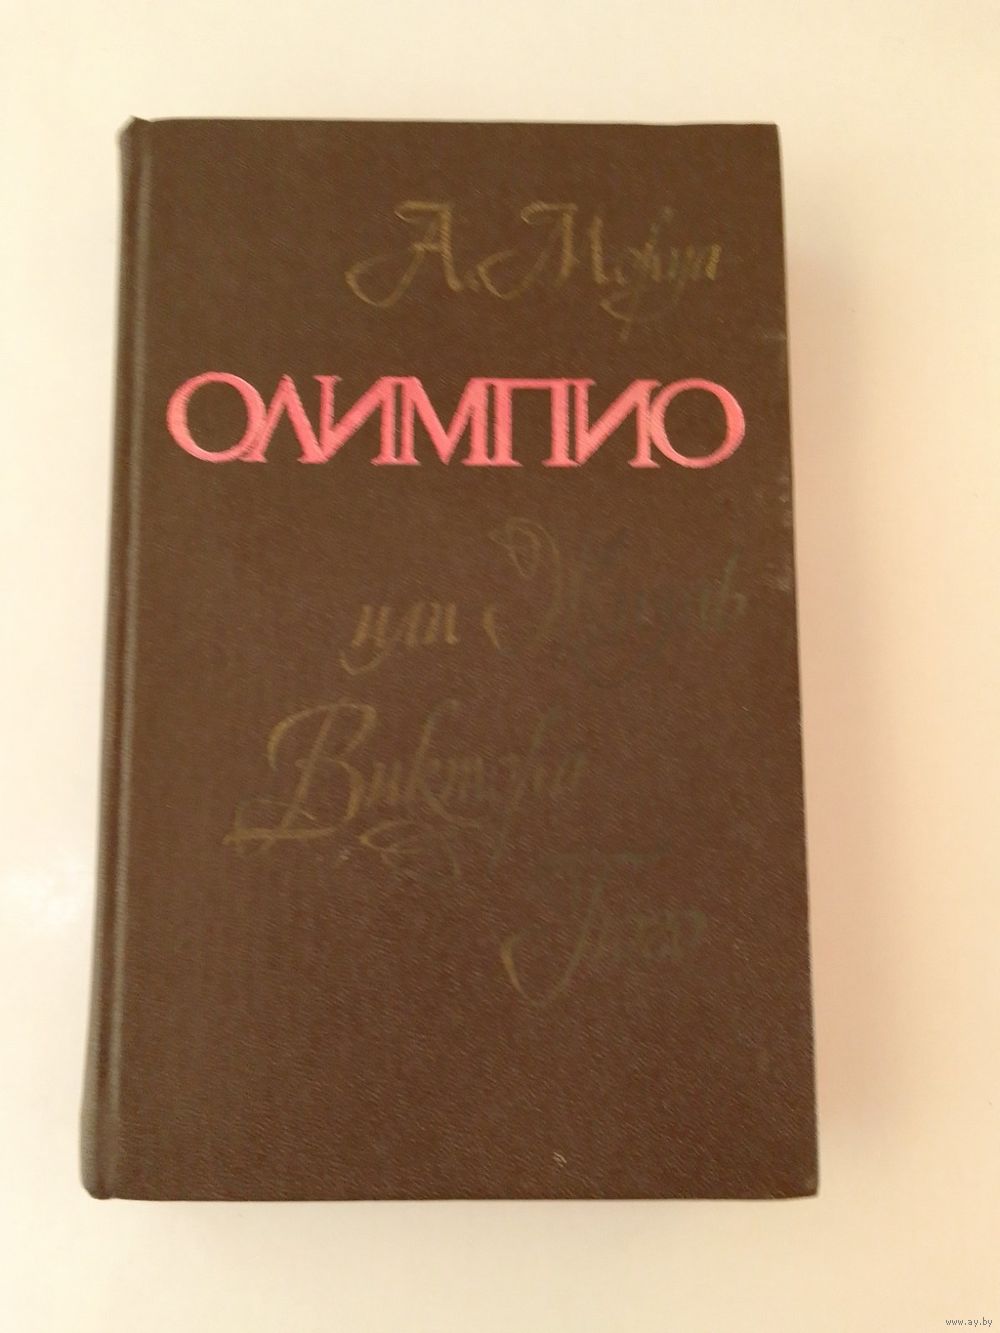 А. Моруа
ОЛИМПИО
или Жизнь
Виктора
Гюго
www.ay.by